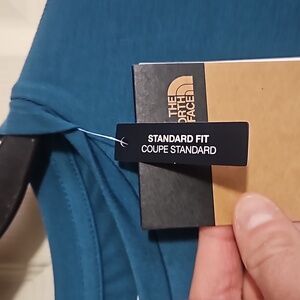 THE
NORTH
FACE
STANDARD FIT
COUPE STANDARD